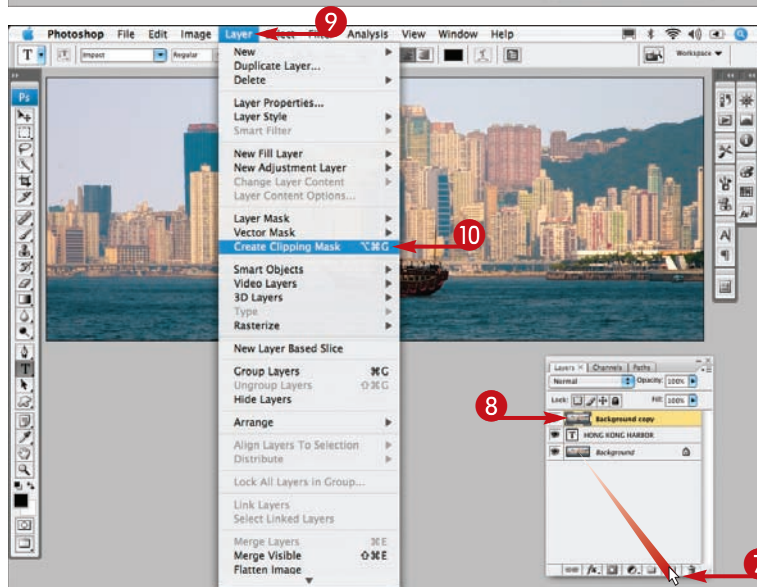 9
Photoshop File Edit Image Layer Select Filter Analysis View Window Help
T T Impact Regular Workspace
New
Duplicate Layer...
Delete
Layer Properties...
Layer Style
Smart Filter
New Fill Layer
New Adjustment Layer
Change Layer Content
Layer Content Options...
Layer Mask
Vector Mask
Create Clipping Mask ⌥⌘G
10
Smart Objects
Video Layers
3D Layers
Type
Rasterize
New Layer Based Slice
Group Layers ⌘G
Ungroup Layers ⇧⌘G
Hide Layers
Arrange
Align Layers To Selection
Distribute
Lock All Layers in Group...
Link Layers
Select Linked Layers
Merge Layers ⌘E
Merge Visible ⇧⌘E
Flatten Image
Ps
T
A
Layers × Channels Paths
Normal Opacity: 100%
Lock: Fill: 100%
8
Background copy
T HONG KONG HARBOR
Background
fx
7